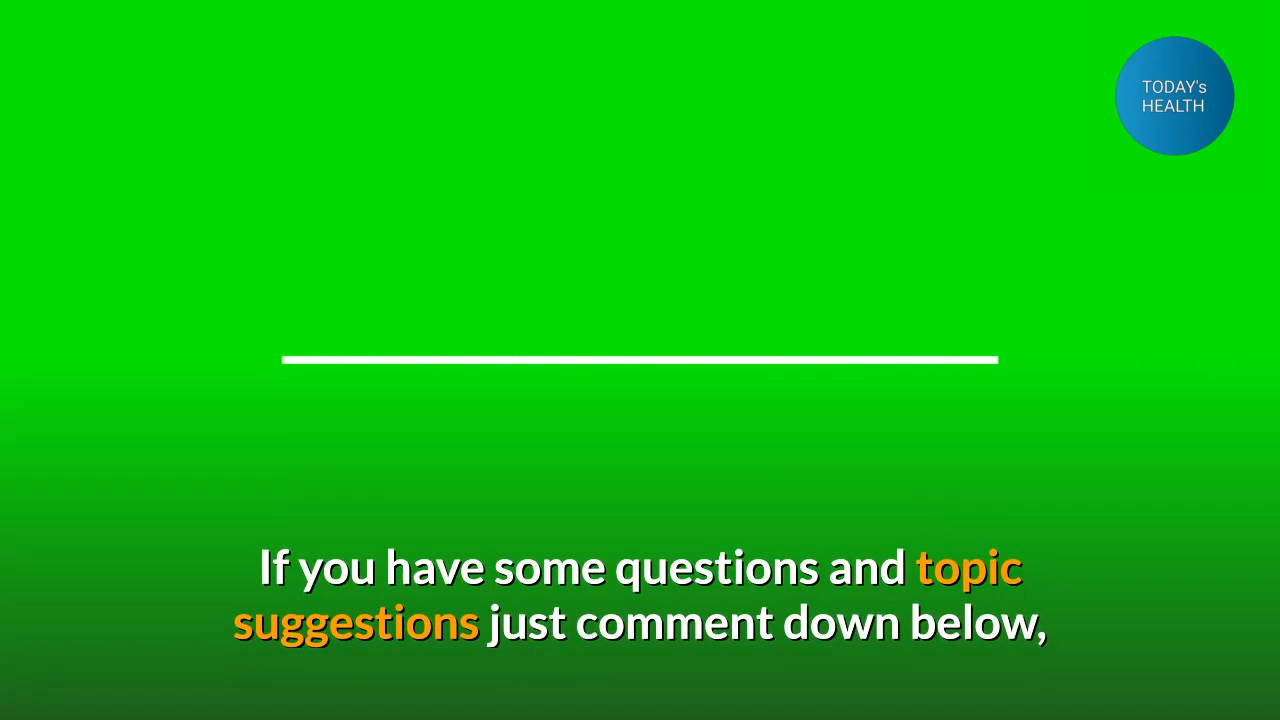 TODAY's
HEALTH
If you have some questions and topic
suggestions just comment down below,